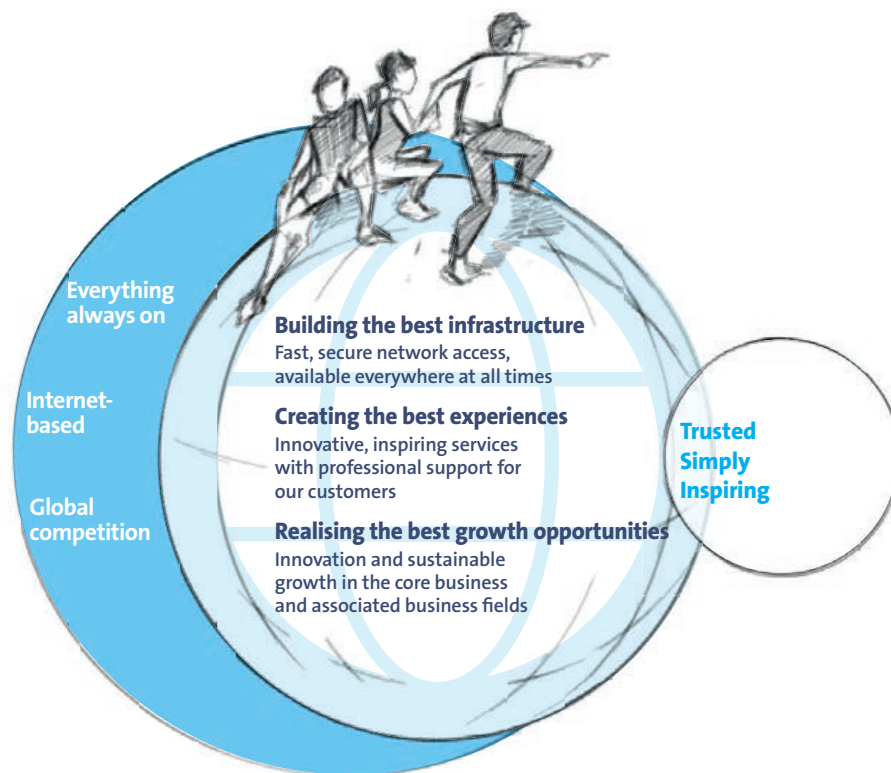 Everything
always on
Internet-
based
Global
competition
Building the best infrastructure
Fast, secure network access,
available everywhere at all times
Creating the best experiences
Innovative, inspiring services
with professional support for
our customers
Realising the best growth opportunities
Innovation and sustainable
growth in the core business
and associated business fields
Trusted
Simply
Inspiring